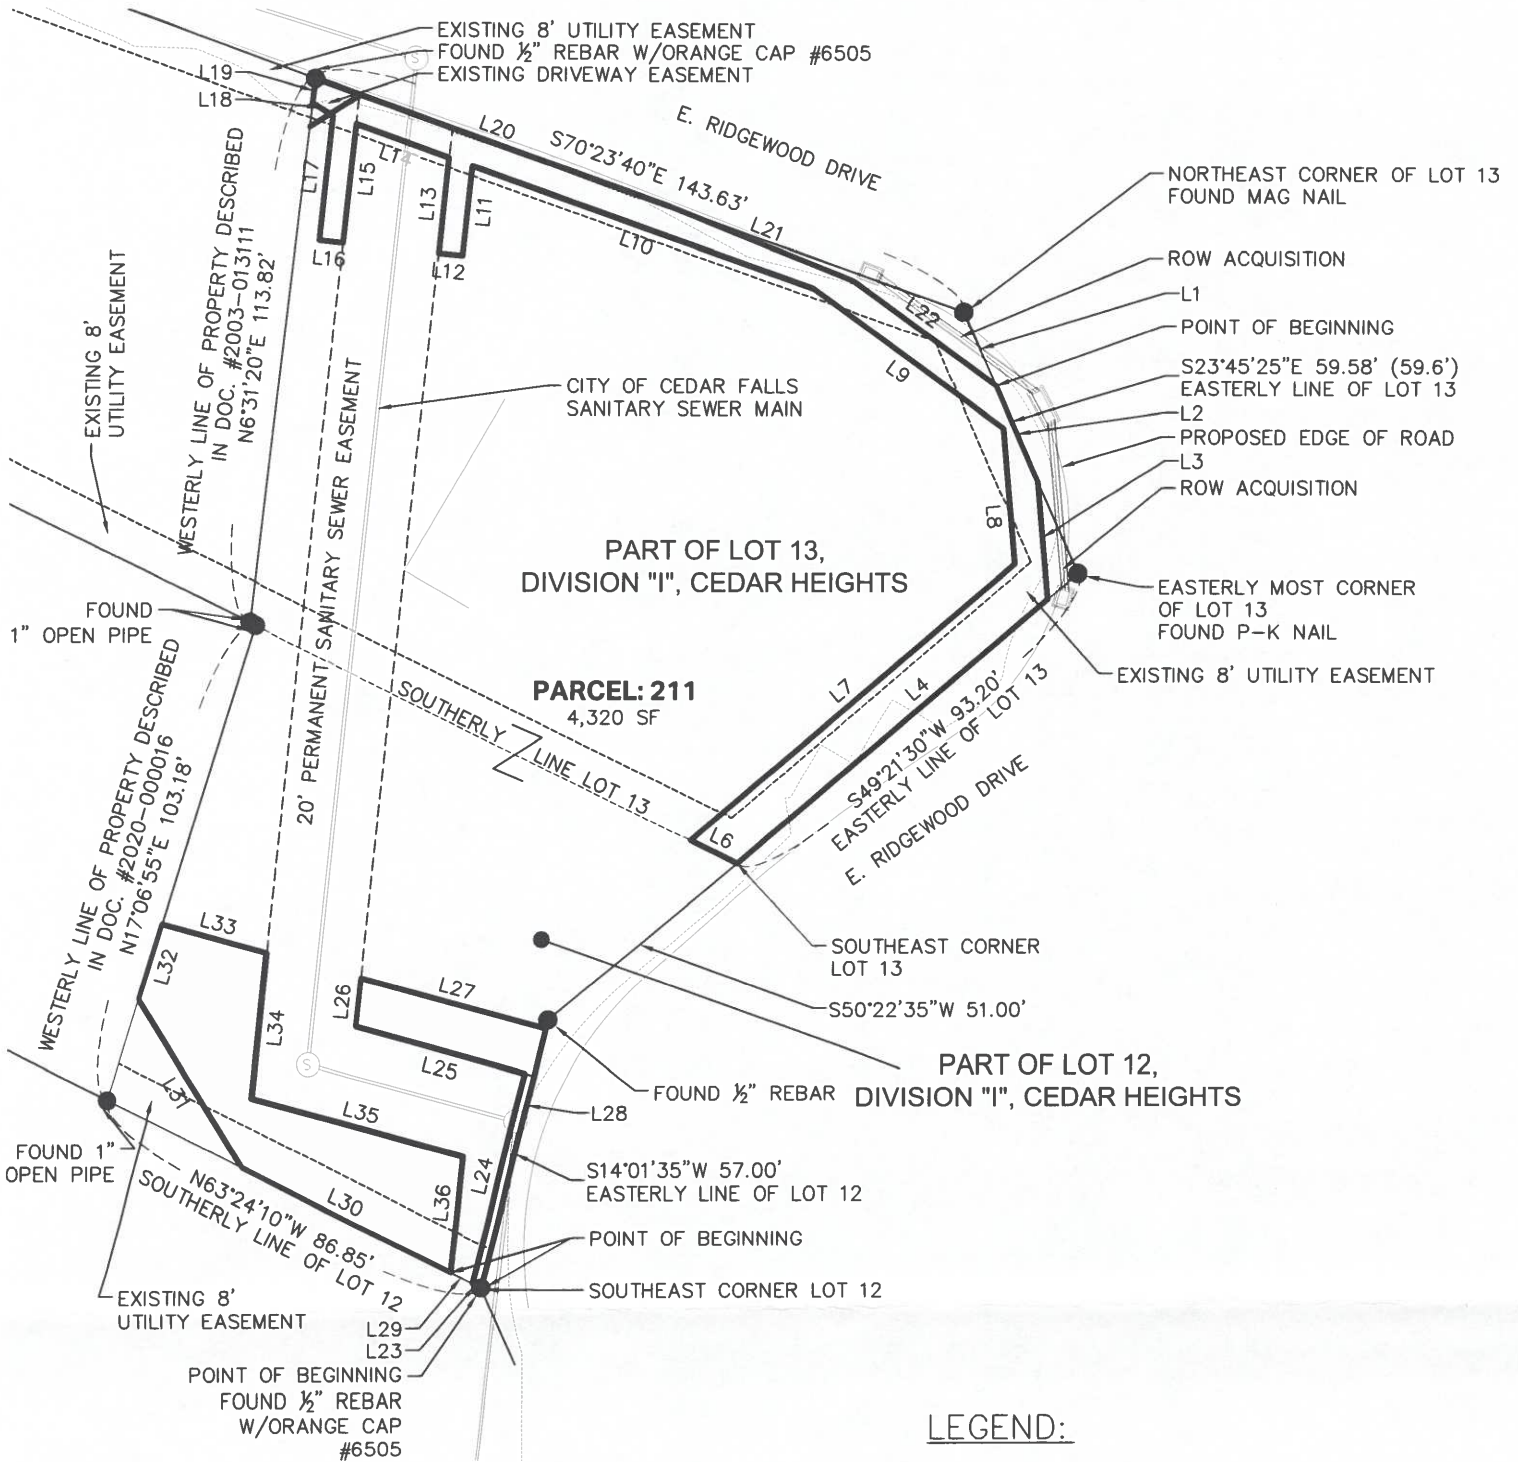 EXISTING 8' UTILITY EASEMENT
FOUND ½" REBAR W/ORANGE CAP #6505
EXISTING DRIVEWAY EASEMENT
L19
L18
L20
S70°23'40"E 143.63'
E. RIDGEWOOD DRIVE
L21
NORTHEAST CORNER OF LOT 13
FOUND MAG NAIL
ROW ACQUISITION
L1
POINT OF BEGINNING
S23°45'25"E 59.58' (59.6')
EASTERLY LINE OF LOT 13
L2
PROPOSED EDGE OF ROAD
L3
ROW ACQUISITION
EASTERLY MOST CORNER
OF LOT 13
FOUND P-K NAIL
EXISTING 8' UTILITY EASEMENT
L17
L15
L14
L13
L11
L16
L12
L10
L22
L9
L8
WESTERLY LINE OF PROPERTY DESCRIBED
IN DOC. #2003-013111
N6°31'20"E 113.82'
EXISTING 8'
UTILITY EASEMENT
CITY OF CEDAR FALLS
SANITARY SEWER MAIN
20' PERMANENT SANITARY SEWER EASEMENT
PART OF LOT 13,
DIVISION "I", CEDAR HEIGHTS
FOUND
1" OPEN PIPE
PARCEL: 211
4,320 SF
SOUTHERLY
LINE LOT 13
L7
L4
L6
S49°21'30"W 93.20'
EASTERLY LINE OF LOT 13
E. RIDGEWOOD DRIVE
WESTERLY LINE OF PROPERTY DESCRIBED
IN DOC. #2020-000016
N17°06'55"E 103.18'
L33
L32
L34
L26
L27
L25
SOUTHEAST CORNER
LOT 13
S50°22'35"W 51.00'
PART OF LOT 12,
DIVISION "I", CEDAR HEIGHTS
FOUND ½" REBAR
L28
L37
L35
L24
L36
L30
FOUND 1"
OPEN PIPE
S
S
S14°01'35"W 57.00'
EASTERLY LINE OF LOT 12
N63°24'10"W 86.85'
SOUTHERLY LINE OF LOT 12
POINT OF BEGINNING
SOUTHEAST CORNER LOT 12
EXISTING 8'
UTILITY EASEMENT
L29
L23
POINT OF BEGINNING
FOUND ½" REBAR
W/ORANGE CAP
#6505
LEGEND: